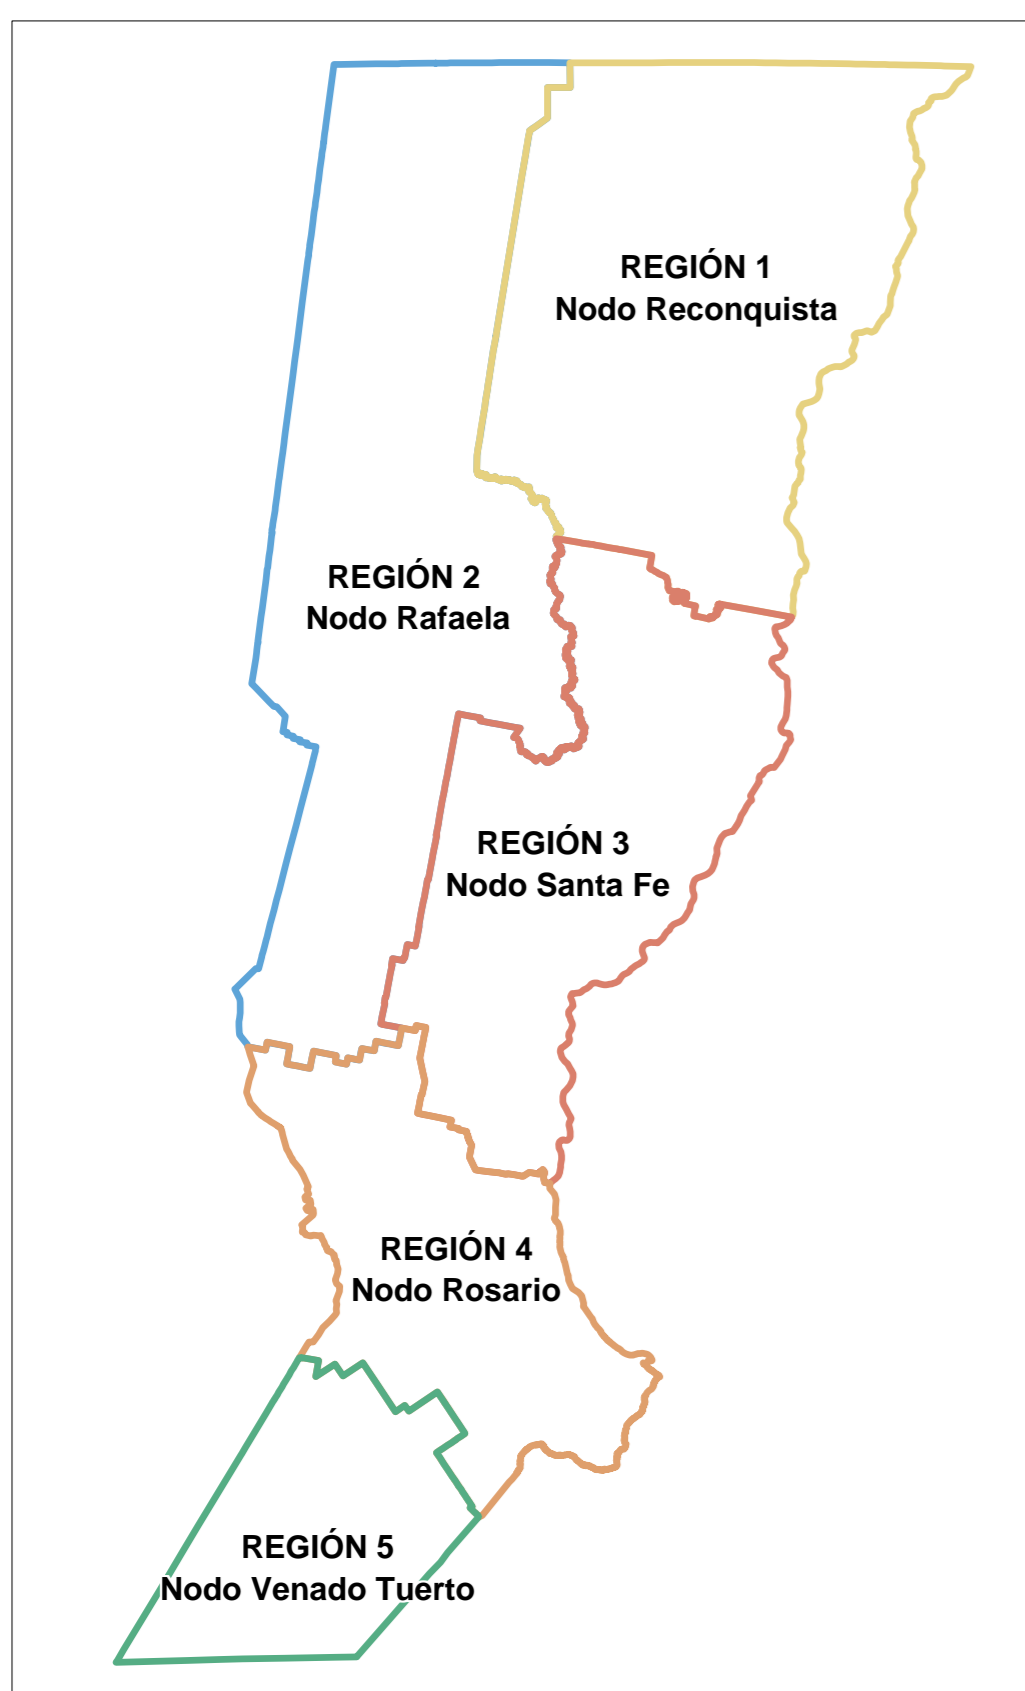 REGIÓN 1
Nodo Reconquista
REGIÓN 2
Nodo Rafaela
REGIÓN 3
Nodo Santa Fe
REGIÓN 4
Nodo Rosario
REGIÓN 5
Nodo Venado Tuerto